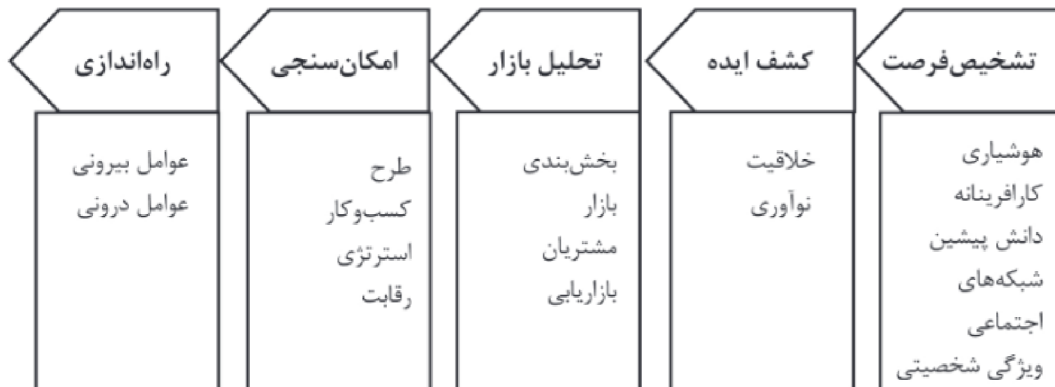 تشخیص‌فرصت
هوشیاری
کارافرینانه
دانش پیشین
شبکه‌های
اجتماعی
ویژگی شخصیتی
کشف ایده
خلاقیت
نوآوری
تحلیل بازار
بخش‌بندی
بازار
مشتریان
بازاریابی
امکان‌سنجی
طرح
کسب‌وکار
استرتژی
رقابت
راه‌اندازی
عوامل بیرونی
عوامل درونی